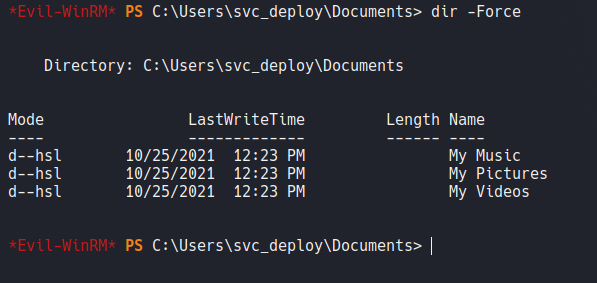 *Evil-WinRM* PS C:\Users\svc_deploy\Documents> dir -Force
Directory: C:\Users\svc_deploy\Documents
Mode LastWriteTime Length Name
---- ------------- ------ ----
d--hsl 10/25/2021 12:23 PM My Music
d--hsl 10/25/2021 12:23 PM My Pictures
d--hsl 10/25/2021 12:23 PM My Videos
*Evil-WinRM* PS C:\Users\svc_deploy\Documents>